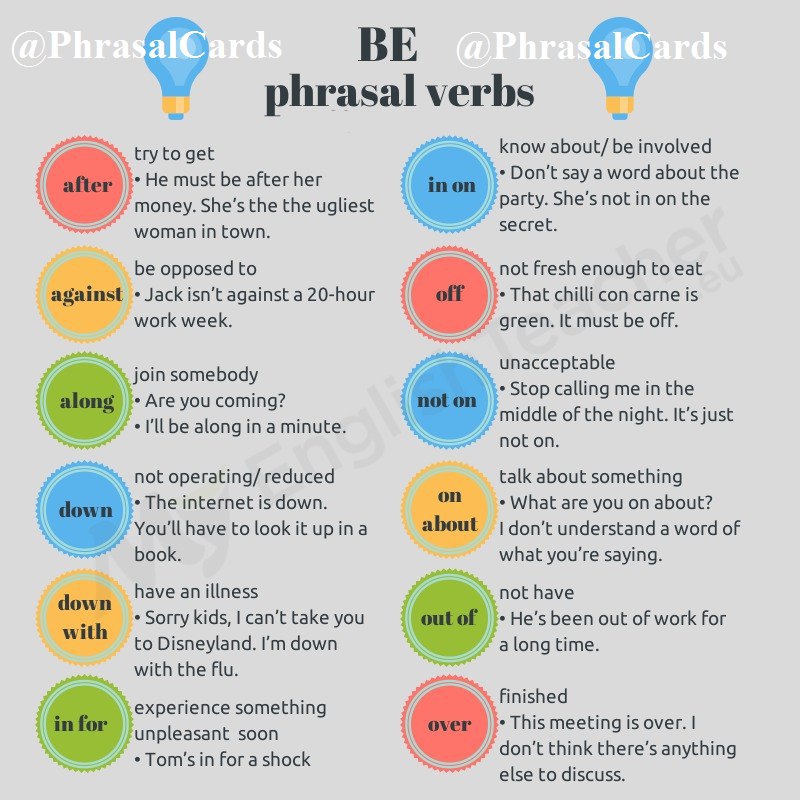 @PhrasalCards
BE
@PhrasalCards
phrasal verbs
after
try to get
• He must be after her
money. She’s the the ugliest
woman in town.
against
be opposed to
• Jack isn’t against a 20-hour
work week.
along
join somebody
• Are you coming?
• I’ll be along in a minute.
down
not operating/ reduced
• The internet is down.
You’ll have to look it up in a
book.
down
with
have an illness
• Sorry kids, I can’t take you
to Disneyland. I’m down
with the flu.
in for
experience something
unpleasant soon
• Tom’s in for a shock
in on
know about/ be involved
• Don’t say a word about the
party. She’s not in on the
secret.
off
not fresh enough to eat
• That chilli con carne is
green. It must be off.
not on
unacceptable
• Stop calling me in the
middle of the night. It’s just
not on.
on
about
talk about something
• What are you on about?
I don’t understand a word of
what you’re saying.
out of
not have
• He’s been out of work for
a long time.
over
finished
• This meeting is over. I
don’t think there’s anything
else to discuss.
My English Teacher
.eu